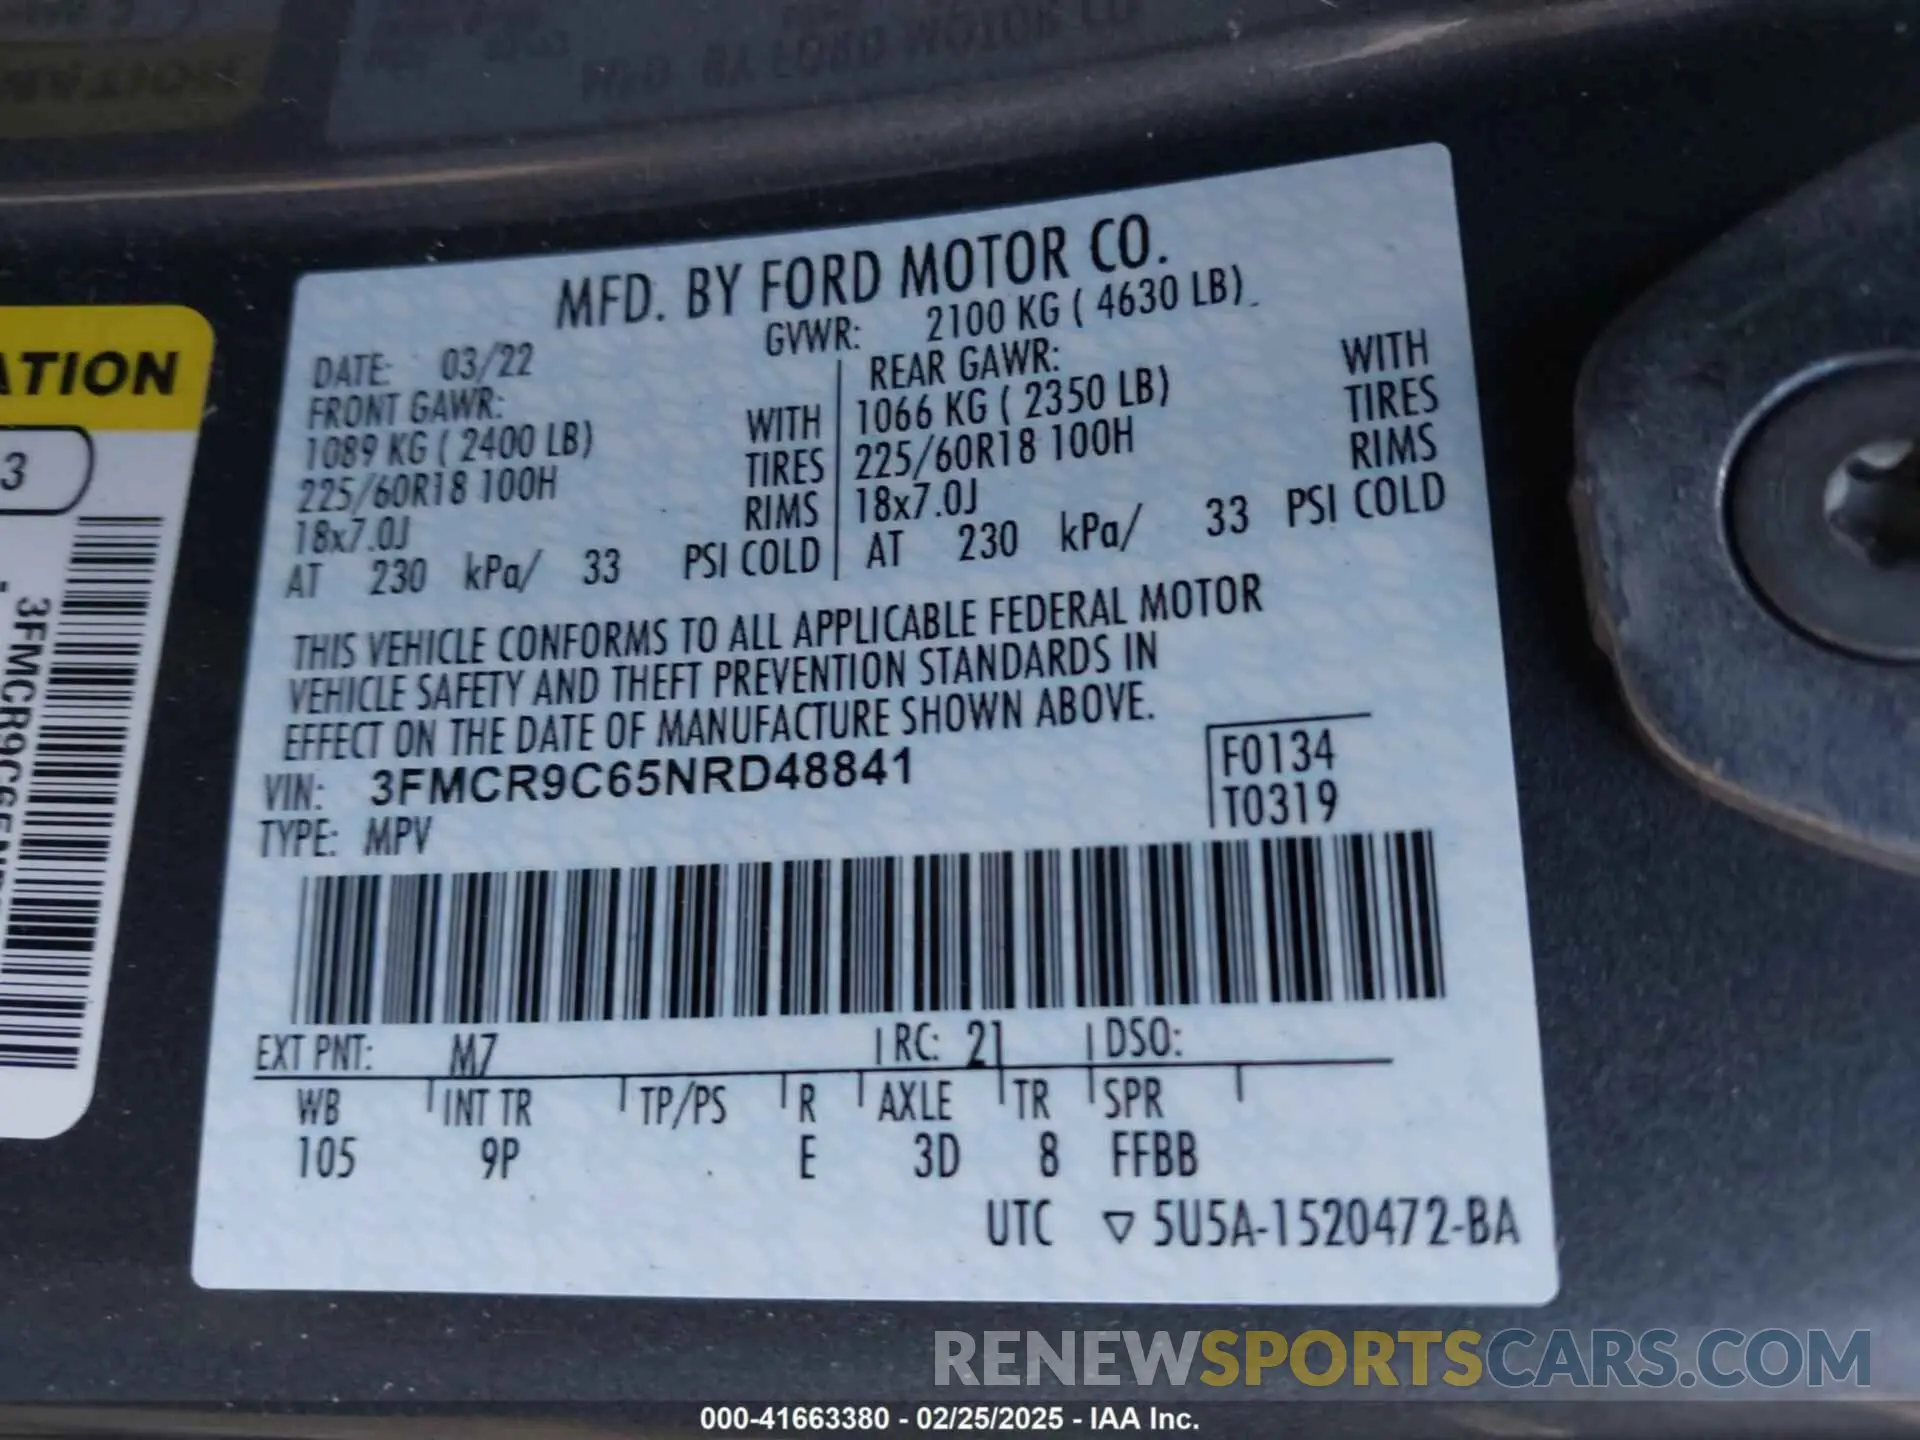 MFD. BY FORD MOTOR CO.
DATE: 03/22 GVWR: 2100 KG ( 4630 LB)
FRONT GAWR: REAR GAWR:
1089 KG ( 2400 LB) WITH 1066 KG ( 2350 LB) WITH
225/60R18 100H TIRES 225/60R18 100H TIRES
18x7.0J RIMS 18x7.0J RIMS
AT 230 kPa/ 33 PSI COLD AT 230 kPa/ 33 PSI COLD
THIS VEHICLE CONFORMS TO ALL APPLICABLE FEDERAL MOTOR
VEHICLE SAFETY AND THEFT PREVENTION STANDARDS IN
EFFECT ON THE DATE OF MANUFACTURE SHOWN ABOVE.
VIN: 3FMCR9C65NRD48841
TYPE: MPV
F0134
T0319
EXT PNT: M7 RC: 21 DSO:
WB INT TR TP/PS R AXLE TR SPR
105 9P E 3D 8 FFBB
UTC ▽ 5U5A-1520472-BA
ATION
3
3FMCR9C65N
RENEWSPORTSCARS.COM
000-41663380 - 02/25/2025 - IAA Inc.